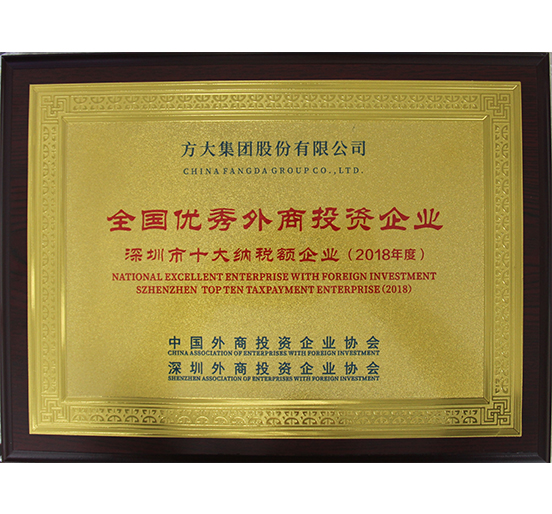 方大集团股份有限公司
CHINA FANGDA GROUP CO.,LTD.
全国优秀外商投资企业
深圳市十大纳税额企业（2018年度）
NATIONAL EXCELLENT ENTERPRISE WITH FOREIGN INVESTMENT
SZHENZHEN TOP TEN TAXPAYMENT ENTERPRISE(2018)
中国外商投资企业协会
CHINA ASSOCIATION OF ENTERPRISES WITH FOREIGN INVESTMENT
深圳外商投资企业协会
SHENZHEN ASSOCIATION OF ENTERPRISES WITH FOREIGN INVESTMENT